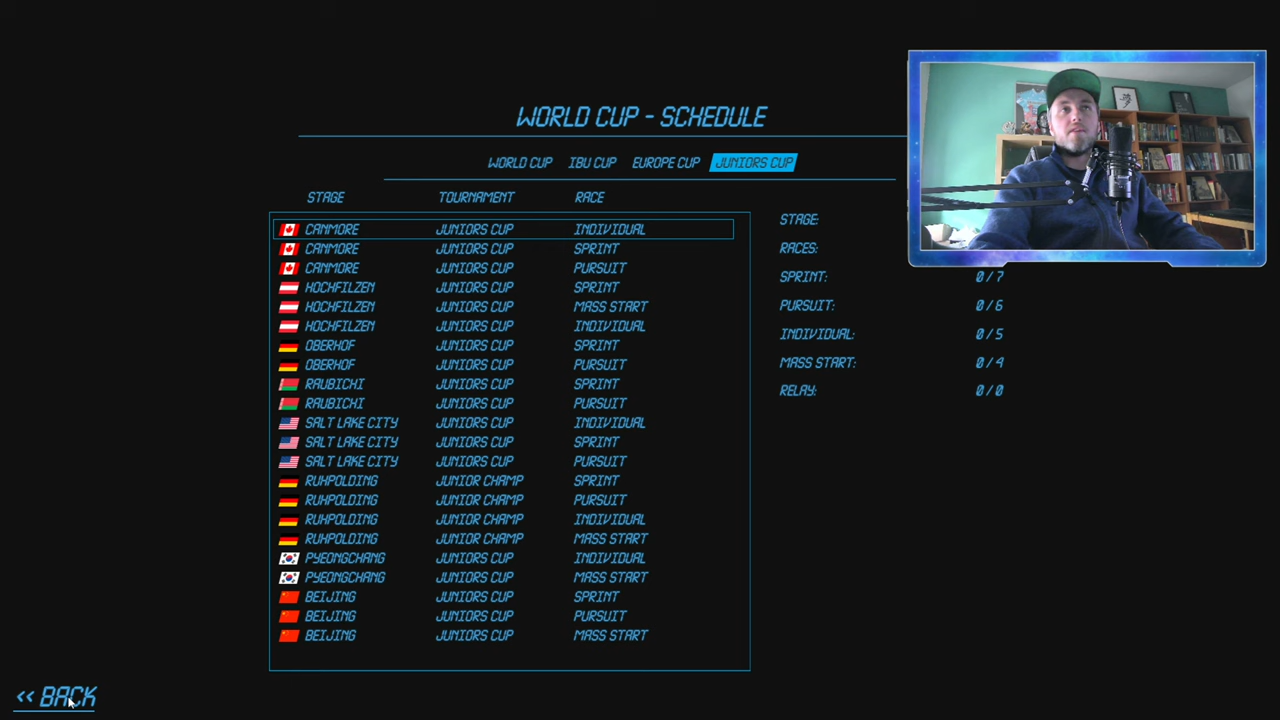 WORLD CUP - SCHEDULE
WORLD CUP IBU CUP EUROPE CUP JUNIORS CUP
STAGE TOURNAMENT RACE
CANMORE JUNIORS CUP INDIVIDUAL
CANMORE JUNIORS CUP SPRINT
CANMORE JUNIORS CUP PURSUIT
HOCHFILZEN JUNIORS CUP SPRINT
HOCHFILZEN JUNIORS CUP MASS START
HOCHFILZEN JUNIORS CUP INDIVIDUAL
OBERHOF JUNIORS CUP SPRINT
OBERHOF JUNIORS CUP PURSUIT
RAUBICHI JUNIORS CUP SPRINT
RAUBICHI JUNIORS CUP PURSUIT
SALT LAKE CITY JUNIORS CUP INDIVIDUAL
SALT LAKE CITY JUNIORS CUP SPRINT
SALT LAKE CITY JUNIORS CUP PURSUIT
RUHPOLDING JUNIOR CHAMP SPRINT
RUHPOLDING JUNIOR CHAMP PURSUIT
RUHPOLDING JUNIOR CHAMP INDIVIDUAL
RUHPOLDING JUNIOR CHAMP MASS START
PYEONGCHANG JUNIORS CUP INDIVIDUAL
PYEONGCHANG JUNIORS CUP MASS START
BEIJING JUNIORS CUP SPRINT
BEIJING JUNIORS CUP PURSUIT
BEIJING JUNIORS CUP MASS START
STAGE:
RACES:
SPRINT: 0/7
PURSUIT: 0/6
INDIVIDUAL: 0/5
MASS START: 0/4
RELAY: 0/0
<< BACK